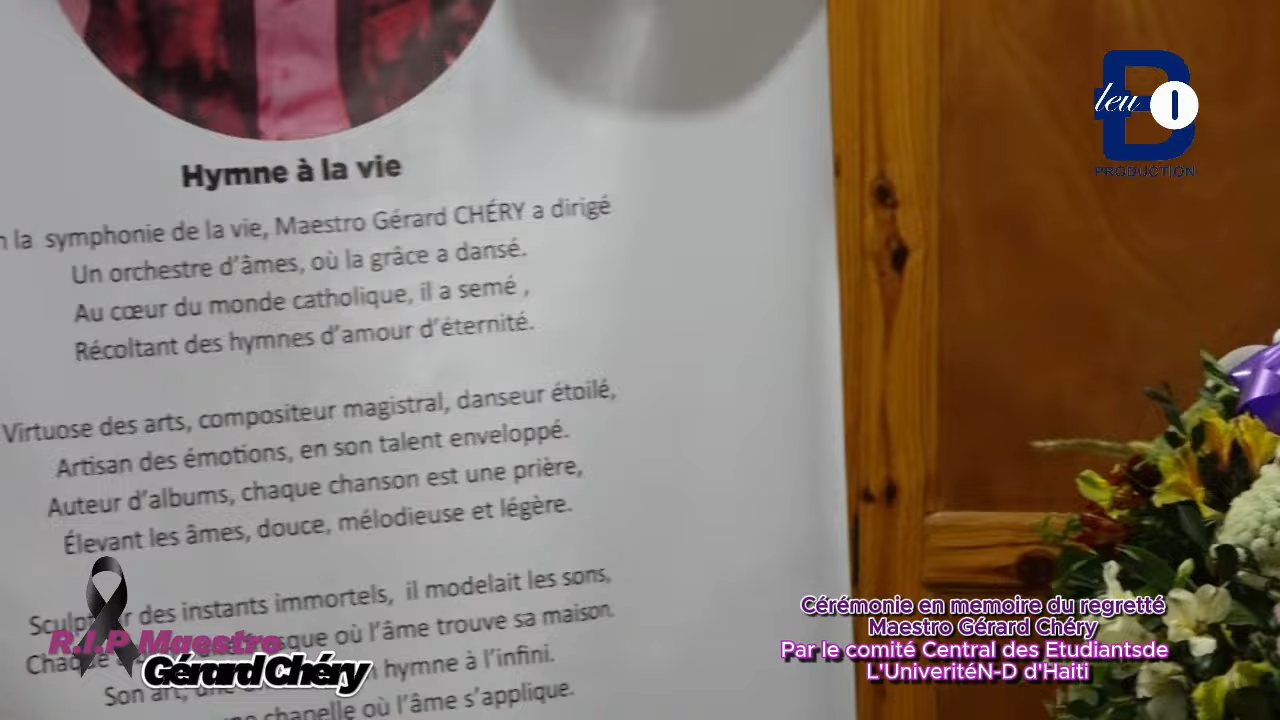 Hymne à la vie
la symphonie de la vie, Maestro Gérard CHÉRY a dirigé
Un orchestre d'âmes, où la grâce a dansé.
Au cœur du monde catholique, il a semé ,
Récoltant des hymnes d'amour d'éternité.
Virtuose des arts, compositeur magistral, danseur étoilé,
Artisan des émotions, en son talent enveloppé.
Auteur d'albums, chaque chanson est une prière,
Élevant les âmes, douce, mélodieuse et légère.
des instants immortels, il modelait les sons,
où l'âme trouve sa maison.
Son art, hymne à l'infini.
chapelle où l'âme s'applique.
R.I.P Maestro
Gérard Chéry
B leu I
PRODUCTION
Cérémonie en memoire du regretté
Maestro Gérard Chéry
Par le comité Central des Etudiantsde
L'UniveritéN-D d'Haiti